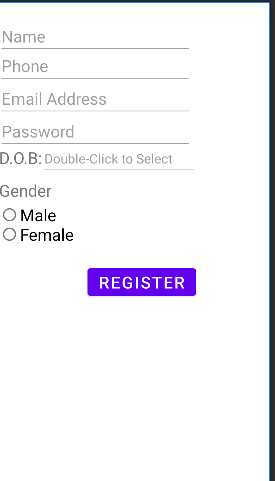 Name
Phone
Email Address
Password
D.O.B: Double-Click to Select
Gender
Male
Female
REGISTER